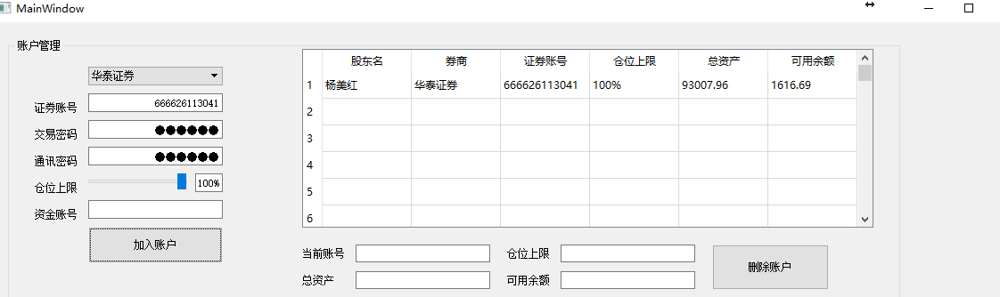 MainWindow
账户管理
华泰证券
证券账号 666626113041
交易密码 ●●●●●●
通讯密码 ●●●●●●
仓位上限 100%
资金账号
加入账户
股东名 券商 证券账号 仓位上限 总资产 可用余额
1 杨美红 华泰证券 666626113041 100% 93007.96 1616.69
2
3
4
5
6
当前账号 仓位上限
总资产 可用余额
删除账户